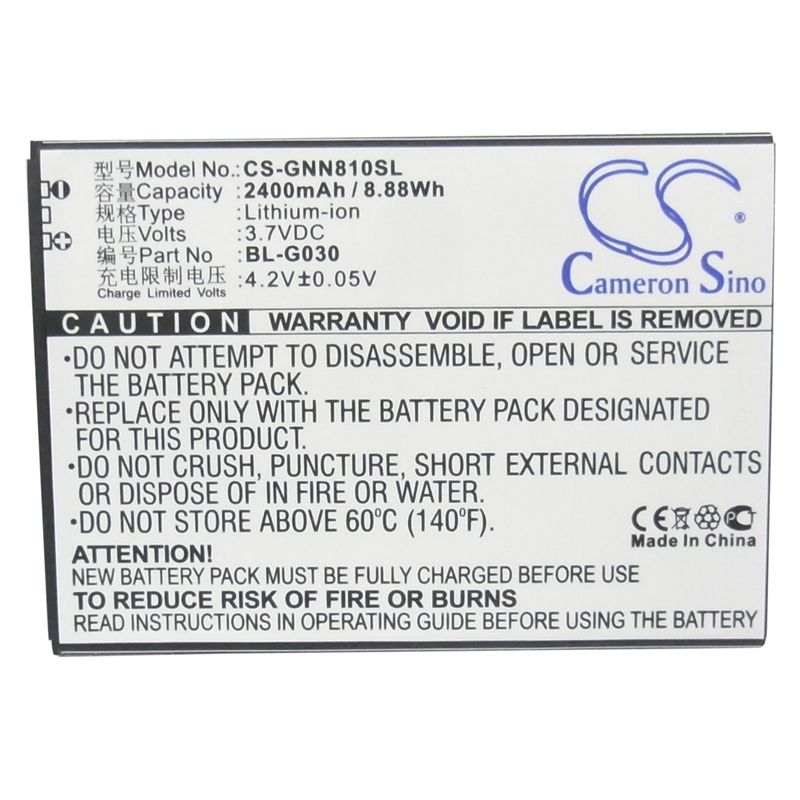 型号Model No.:CS-GNN810SL
容量Capacity: 2400mAh / 8.88Wh
规格Type: Lithium-ion
电压Volts: 3.7VDC
编号Part No: BL-G030
充电限制电压: 4.2V±0.05V
Charge Limited Volts
CS
®
Cameron Sino
CAUTION WARRANTY VOID IF LABEL IS REMOVED
•DO NOT ATTEMPT TO DISASSEMBLE, OPEN OR SERVICE
THE BATTERY PACK.
•REPLACE ONLY WITH THE BATTERY PACK DESIGNATED
FOR THIS PRODUCT.
•DO NOT CRUSH, PUNCTURE, SHORT EXTERNAL CONTACTS
OR DISPOSE OF IN FIRE OR WATER.
•DO NOT STORE ABOVE 60°C (140°F).
CE PCT
Made In China
ATTENTION!
NEW BATTERY PACK MUST BE FULLY CHARGED BEFORE USE
TO REDUCE RISK OF FIRE OR BURNS
READ INSTRUCTIONS IN OPERATING GUIDE BEFORE USING THE BATTERY